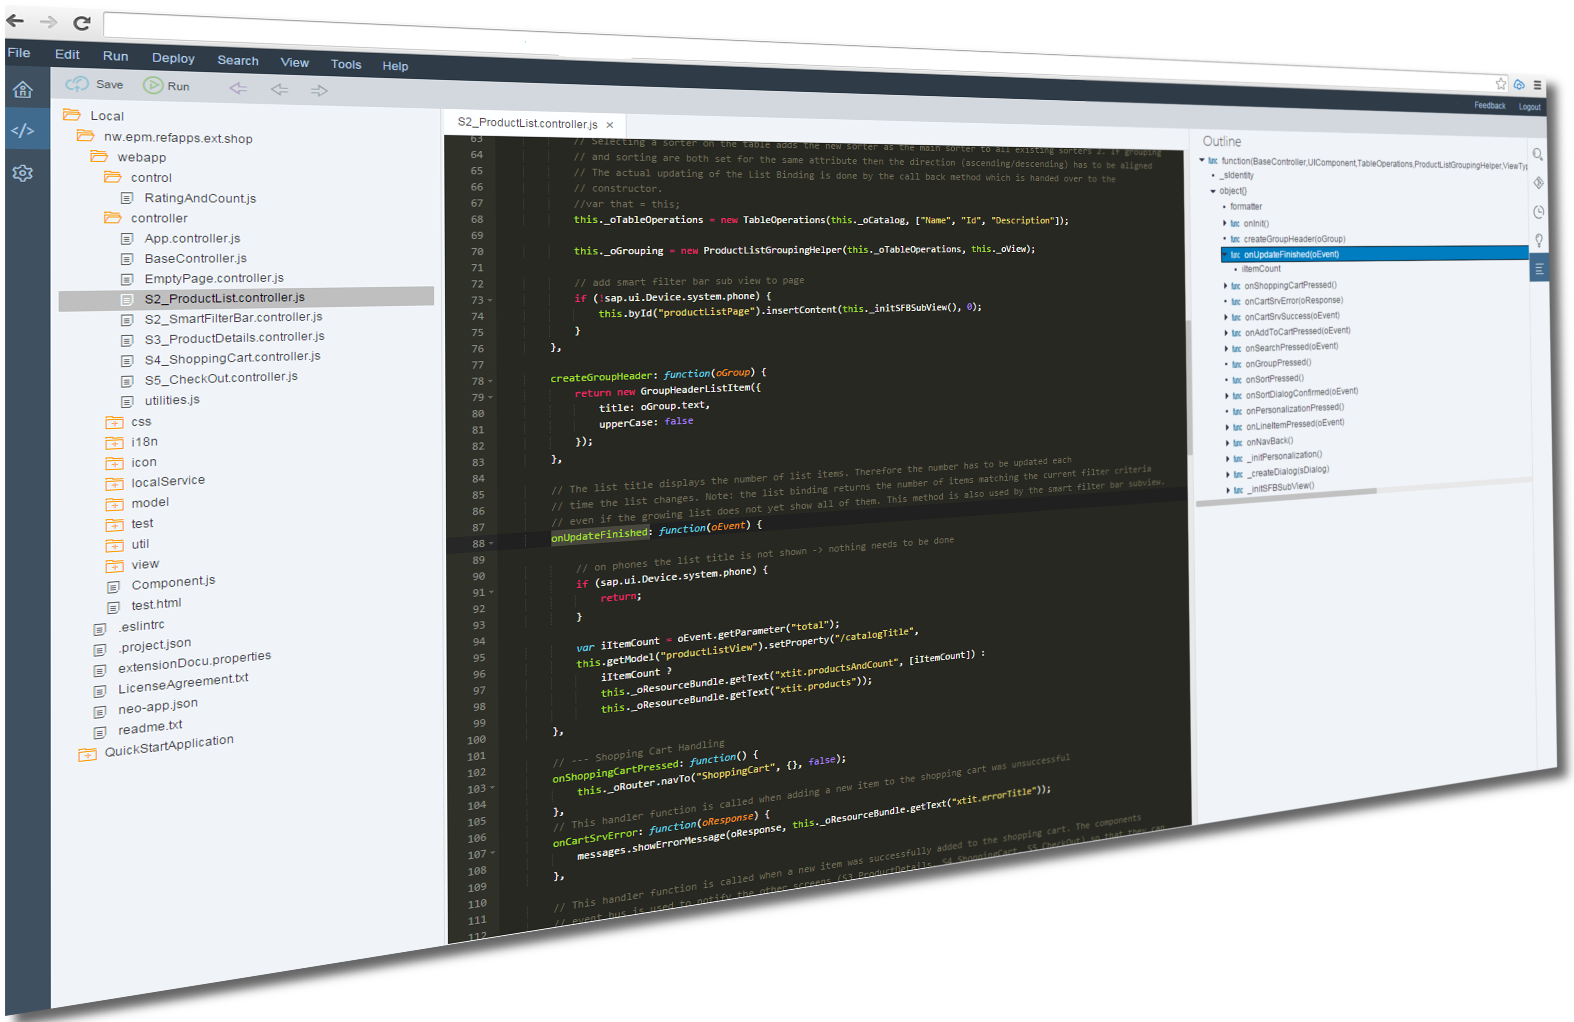 File Edit Run Deploy Search View Tools Help
Feedback Logout
Save Run
Local
nw.epm.refapps.ext.shop
webapp
control
RatingAndCount.js
controller
App.controller.js
BaseController.js
EmptyPage.controller.js
S2_ProductList.controller.js
S2_SmartFilterBar.controller.js
S3_ProductDetails.controller.js
S4_ShoppingCart.controller.js
S5_CheckOut.controller.js
utilities.js
css
i18n
icon
localService
model
test
util
view
Component.js
test.html
.eslintrc
.project.json
extensionDocu.properties
LicenseAgreement.txt
neo-app.json
readme.txt
QuickStartApplication
S2_ProductList.controller.js ×
63 // Selecting a sorter on the table adds the new sorter as the main sorter to all existing sorters 2. If grouping
64 // and sorting are both set for the same attribute then the direction (ascending/descending) has to be aligned
65 // The actual updating of the List Binding is done by the call back method which is handed over to the
66 // constructor.
67 //var that = this;
68 this._oTableOperations = new TableOperations(this._oCatalog, ["Name", "Id", "Description"]);
69
70 this._oGrouping = new ProductListGroupingHelper(this._oTableOperations, this._oView);
71
72 // add smart filter bar sub view to page
73 if (!sap.ui.Device.system.phone) {
74 this.byId("productListPage").insertContent(this._initSFBSubView(), 0);
75 }
76 },
77
78 createGroupHeader: function(oGroup) {
79 return new GroupHeaderListItem({
80 title: oGroup.text,
81 upperCase: false
82 });
83 },
84
85 // The list title displays the number of list items. Therefore the number has to be updated each
86 // time the list changes. Note: the list binding returns the number of items matching the current filter criteria
87 // even if the growing list does not yet show all of them. This method is also used by the smart filter bar subview.
88 onUpdateFinished: function(oEvent) {
89
90 // on phones the list title is not shown -> nothing needs to be done
91 if (sap.ui.Device.system.phone) {
92 return;
93 }
94
95 var iItemCount = oEvent.getParameter("total");
96 this.getModel("productListView").setProperty("/catalogTitle",
97 iItemCount ?
98 this._oResourceBundle.getText("xtit.productsAndCount", [iItemCount]) :
99 this._oResourceBundle.getText("xtit.products"));
100 },
101
102 // --- Shopping Cart Handling
103 onShoppingCartPressed: function() {
104 this._oRouter.navTo("ShoppingCart", {}, false);
105 },
106 // This handler function is called when adding a new item to the shopping cart was unsuccessful
107 onCartSrvError: function(oResponse) {
108 messages.showErrorMessage(oResponse, this._oResourceBundle.getText("xtit.errorTitle"));
109 },
110
111 // This handler function is called when a new item was successfully added to the shopping cart. The components
112 // event bus is used to notify the other screens (S3_ProductDetails, S4_ShoppingCart, S5_CheckOut) so that they can
Outline
func function(BaseController,UIComponent,TableOperations,ProductListGroupingHelper,ViewTyp
_sIdentity
object{}
formatter
func onInit()
func createGroupHeader(oGroup)
func onUpdateFinished(oEvent)
iItemCount
func onShoppingCartPressed()
func onCartSrvError(oResponse)
func onCartSrvSuccess(oEvent)
func onAddToCartPressed(oEvent)
func onSearchPressed(oEvent)
func onGroupPressed()
func onSortPressed()
func onSortDialogConfirmed(oEvent)
func onPersonalizationPressed()
func onLineItemPressed(oEvent)
func onNavBack()
func _initPersonalization()
func _createDialog(sDialog)
func _initSFBSubView()